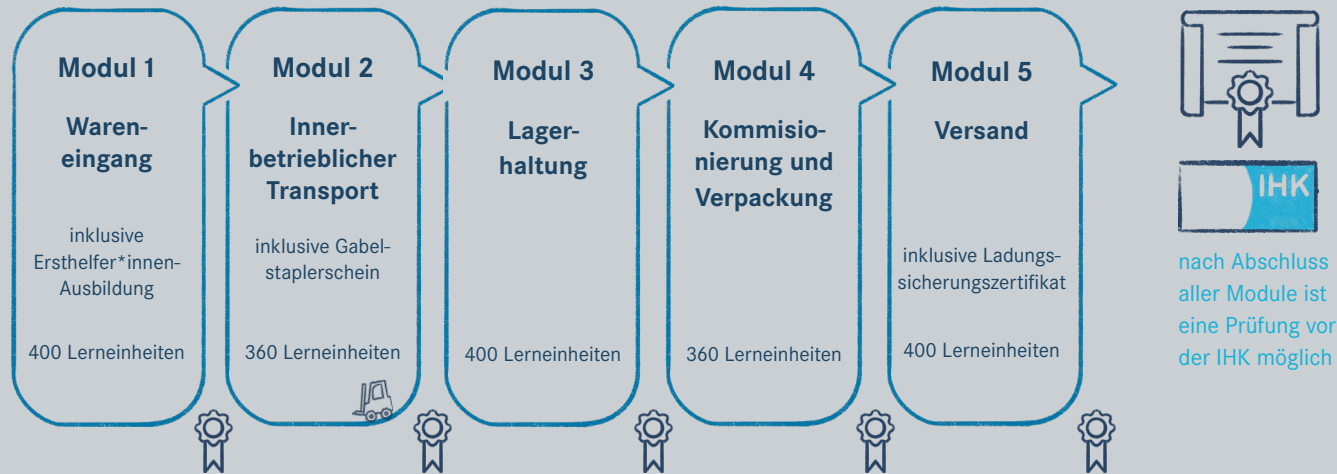 Modul 1
Waren-
eingang
inklusive
Ersthelfer*innen-
Ausbildung
400 Lerneinheiten
Modul 2
Inner-
betrieblicher
Transport
inklusive Gabel-
staplerschein
360 Lerneinheiten
Modul 3
Lager-
haltung
400 Lerneinheiten
Modul 4
Kommisio-
nierung und
Verpackung
360 Lerneinheiten
Modul 5
Versand
inklusive Ladungs-
sicherungszertifikat
400 Lerneinheiten
IHK
nach Abschluss
aller Module ist
eine Prüfung vor
der IHK möglich